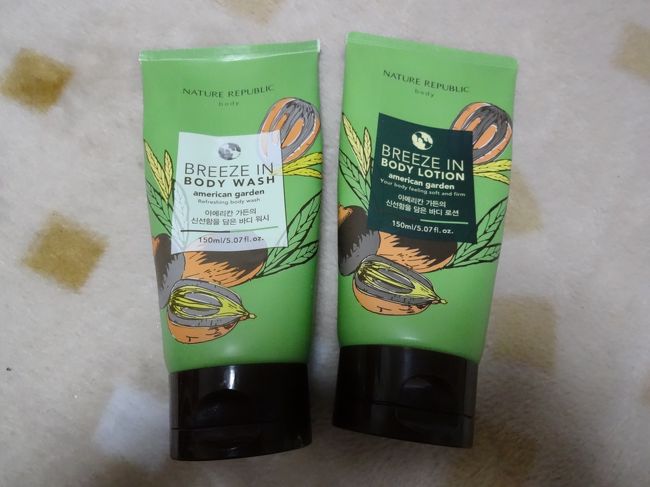 NATURE REPUBLIC
body
BREEZE IN
BODY WASH
american garden
Refreshing body wash
아메리칸 가든의
신선함을 담은 바디 워시
150ml/5.07fl.oz.
NATURE REPUBLIC
body
BREEZE IN
BODY LOTION
american garden
Your body feeling soft and firm
아메리칸 가든의
신선함을 담은 바디 로션
150ml/5.07fl.oz.